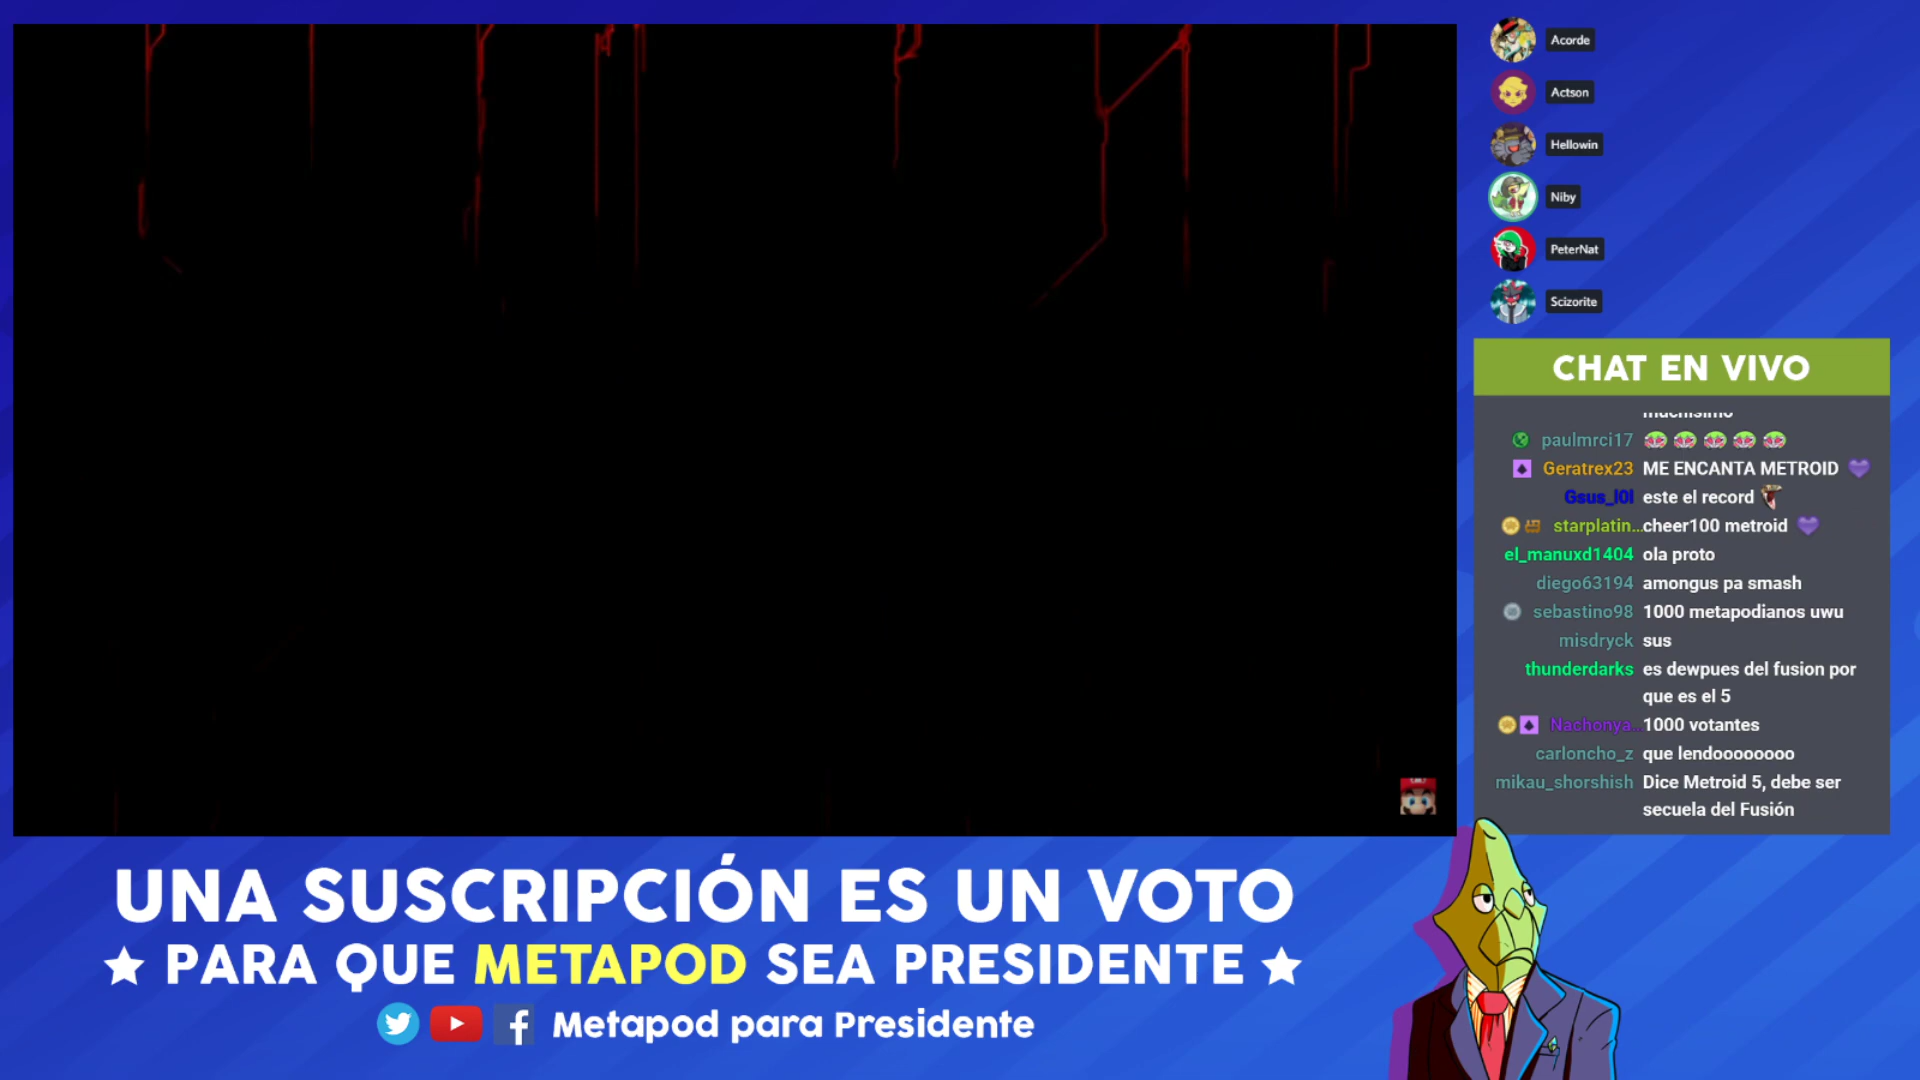 Acorde
Actson
Hellowin
Niby
PeterNat
Scizorite
CHAT EN VIVO
muchisimo
paulmrci17
Geratrex23 ME ENCANTA METROID
Gsus_l0l este el record
starplatin... cheer100 metroid
el_manuxd1404 ola proto
diego63194 amongus pa smash
sebastino98 1000 metapodianos uwu
misdryck sus
thunderdarks es dewpues del fusion por
que es el 5
Nachonya... 1000 votantes
carloncho_z que lendoooooooo
mikau_shorshish Dice Metroid 5, debe ser
secuela del Fusión
UNA SUSCRIPCIÓN ES UN VOTO
PARA QUE METAPOD SEA PRESIDENTE
Metapod para Presidente